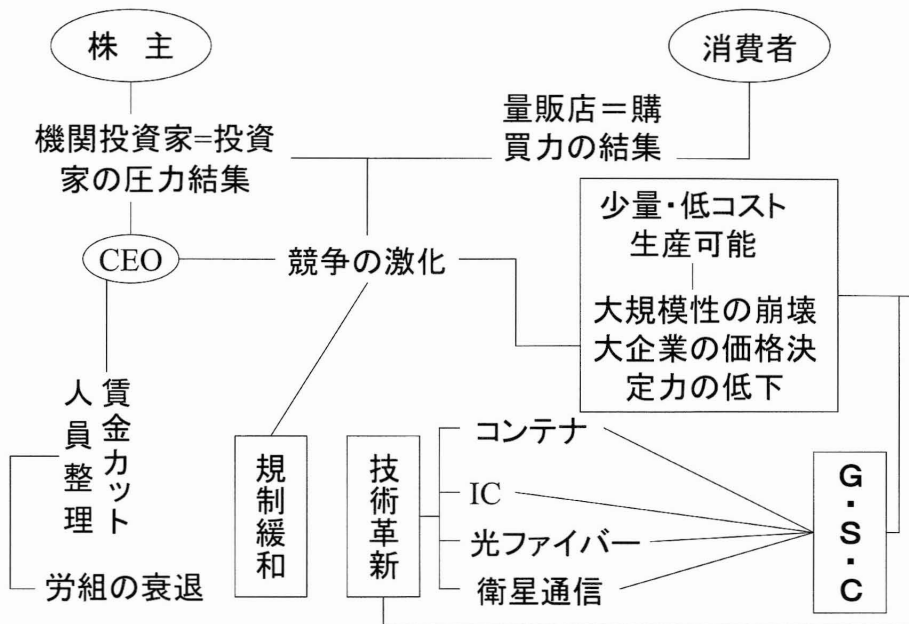 株 主
消費者
機関投資家=投資
家の圧力結集
量販店＝購
買力の結集
CEO
競争の激化
少量・低コスト
生産可能
大規模性の崩壊
大企業の価格決
定力の低下
賃金カット
人員整理
労組の衰退
規制緩和
技術革新
コンテナ
IC
光ファイバー
衛星通信
G・S・C